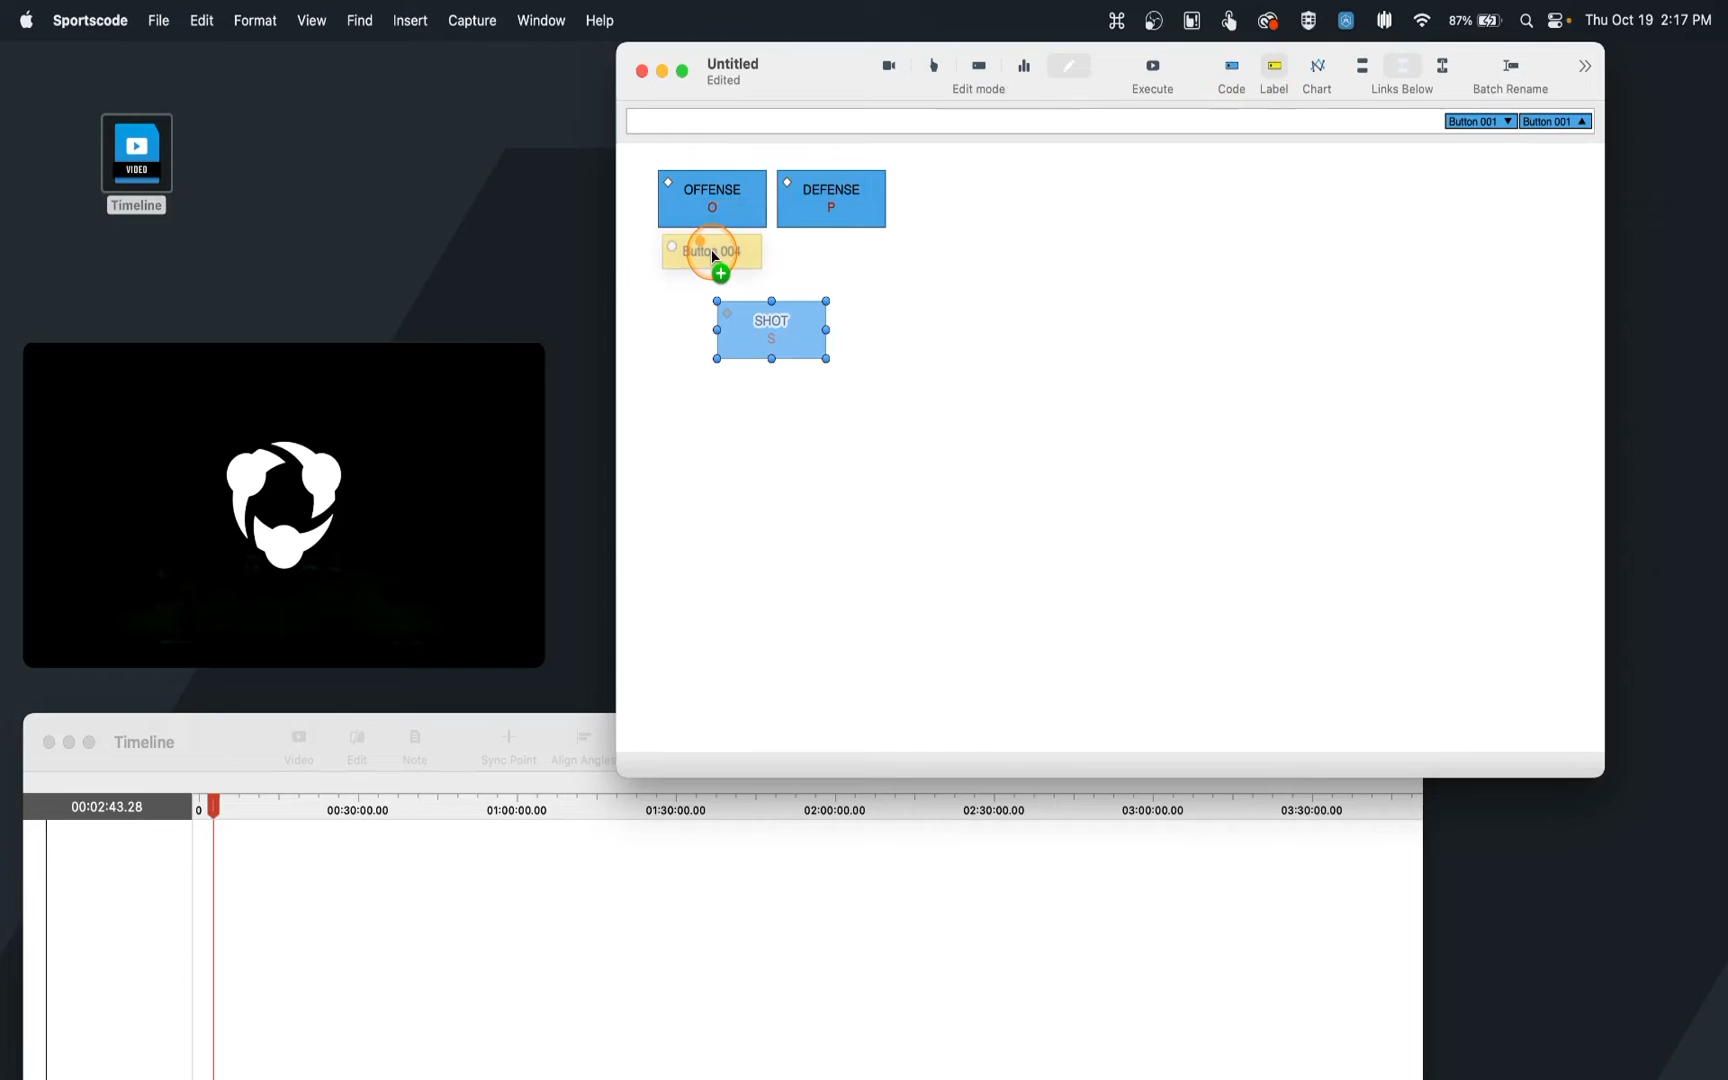 Sportscode File Edit Format View Find Insert Capture Window Help 87% Thu Oct 19 2:17 PM
Untitled
Edited
Edit mode Execute Code Label Chart Links Below Batch Rename
Button 001 ▼ Button 001 ▲
VIDEO
Timeline
OFFENSE
O
DEFENSE
P
Button 004
SHOT
S
Timeline
Video Edit Note Sync Point Align Angles
00:02:43.28 0 00:30:00.00 01:00:00.00 01:30:00.00 02:00:00.00 02:30:00.00 03:00:00.00 03:30:00.00